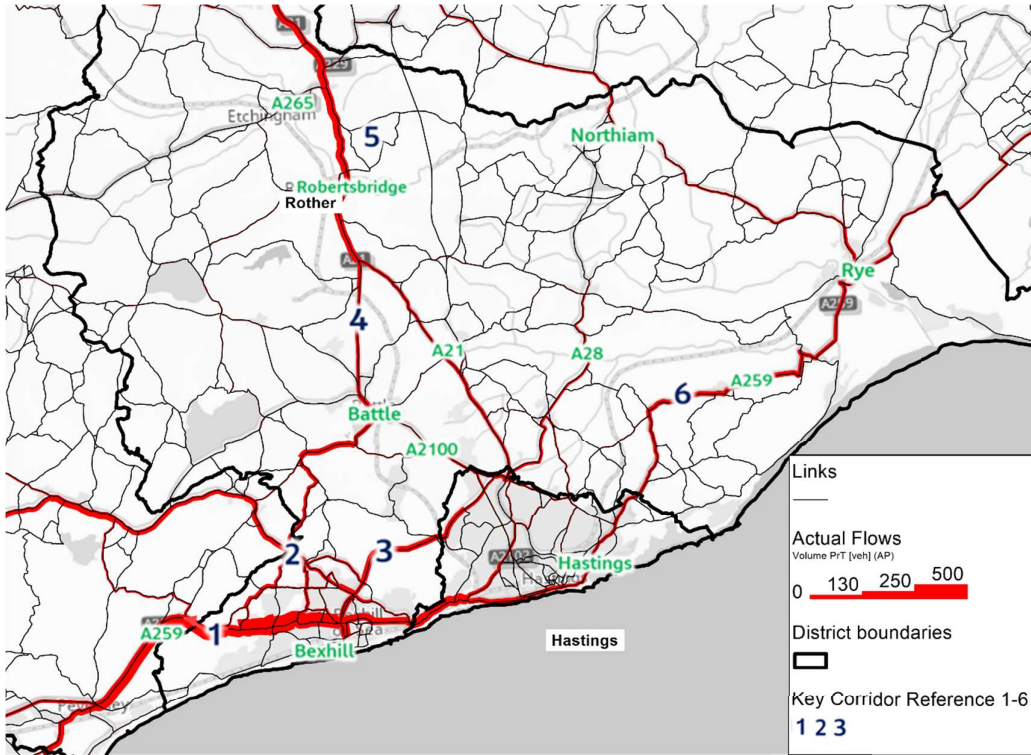 A265
Etchingham
5
Northiam
Robertsbridge
Rother
Rye
4
A21
A28
6
A259
Battle
A2100
2
3
Hastings
1
A259
Bexhill
Hastings
Links
Actual Flows
Volume PrT [veh] (AP)
0 130 250 500
District boundaries
Key Corridor Reference 1-6
1 2 3